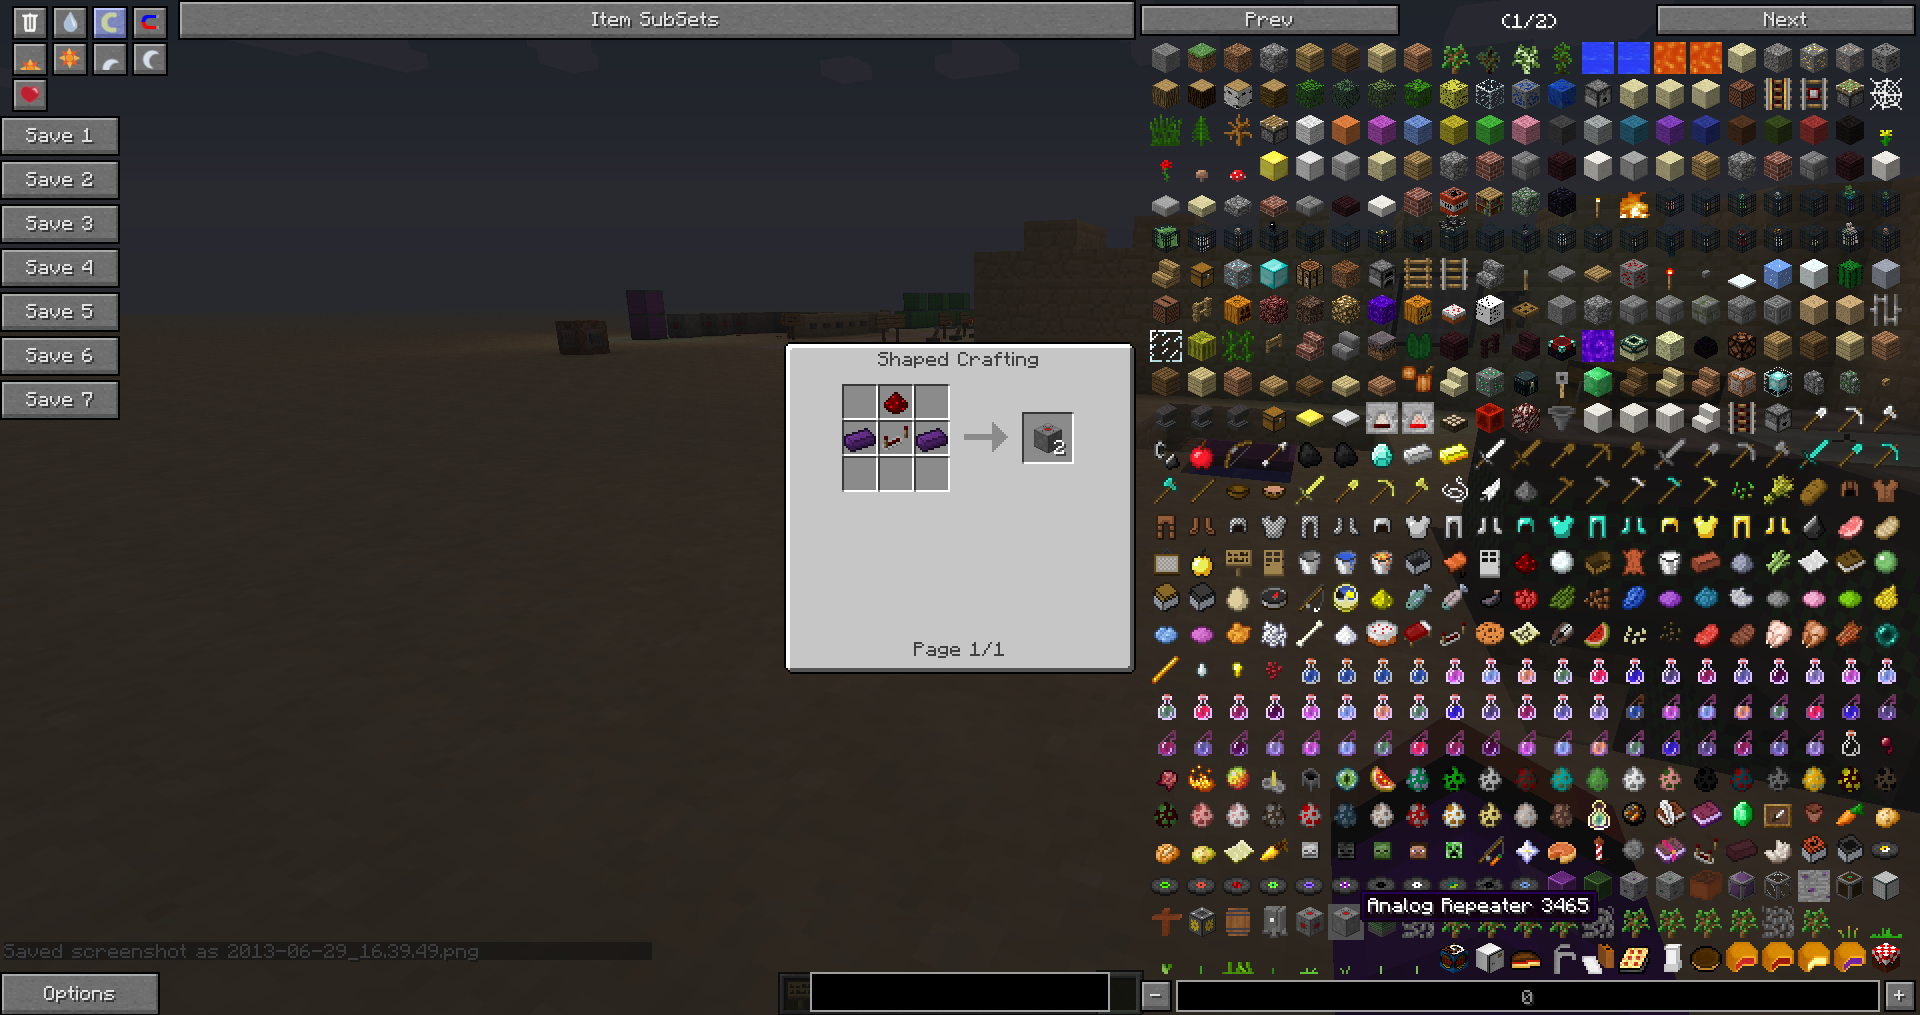 Item SubSets
Prev
(1/2)
Next
Save 1
Save 2
Save 3
Save 4
Save 5
Save 6
Save 7
Shaped Crafting
2
Page 1/1
Analog Repeater 3465
Saved screenshot as 2013-06-29_16.39.49.png
Options
-
0
+